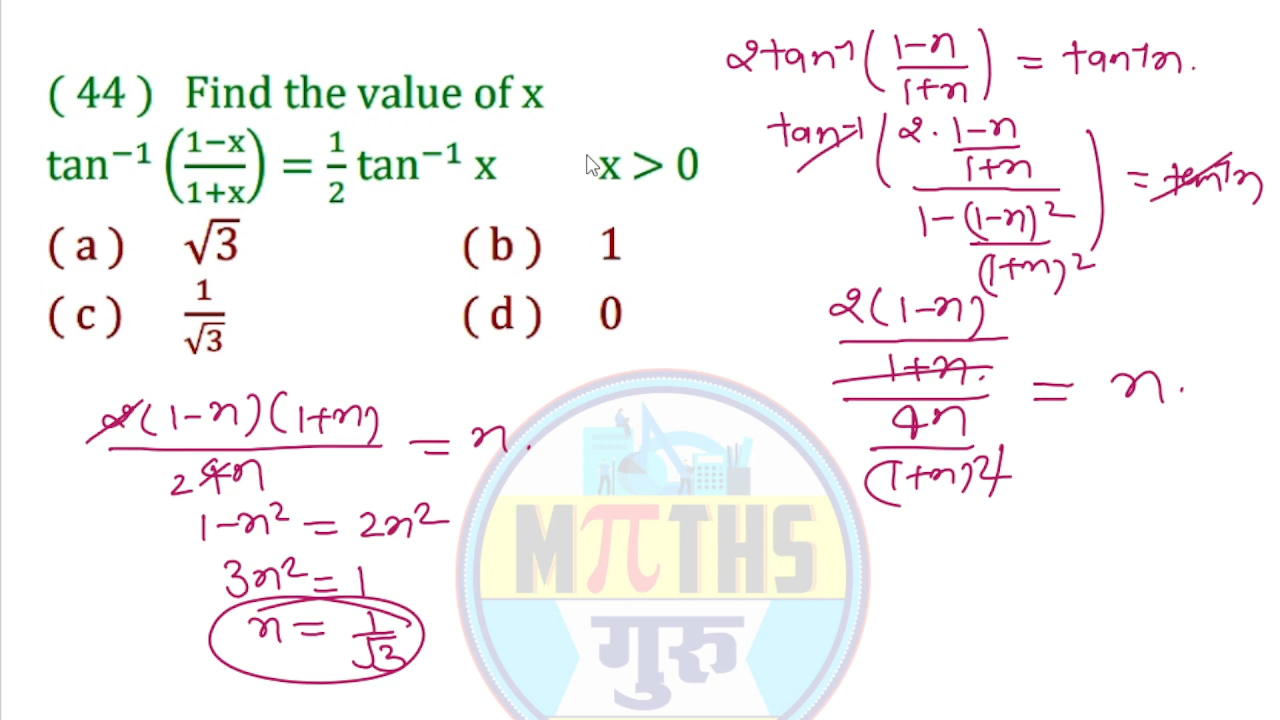 ( 44 ) Find the value of x
tan⁻¹ (1−x/1+x) = 1/2 tan⁻¹ x x > 0
( a ) √3 ( b ) 1
( c ) 1/√3 ( d ) 0
2tan⁻¹ (1−x/1+x) = tan⁻¹x.
tan⁻¹ (2 · 1−x/1+x / 1−(1−x)²/(1+x)²) = tan⁻¹x
2(1−x)/1+x. / 4x/(1+x)² = x.
2(1−x)(1+x) / 2 4x = x.
1−x² = 2x²
3x² = 1
x = 1/√3
MπTHS
गुरु